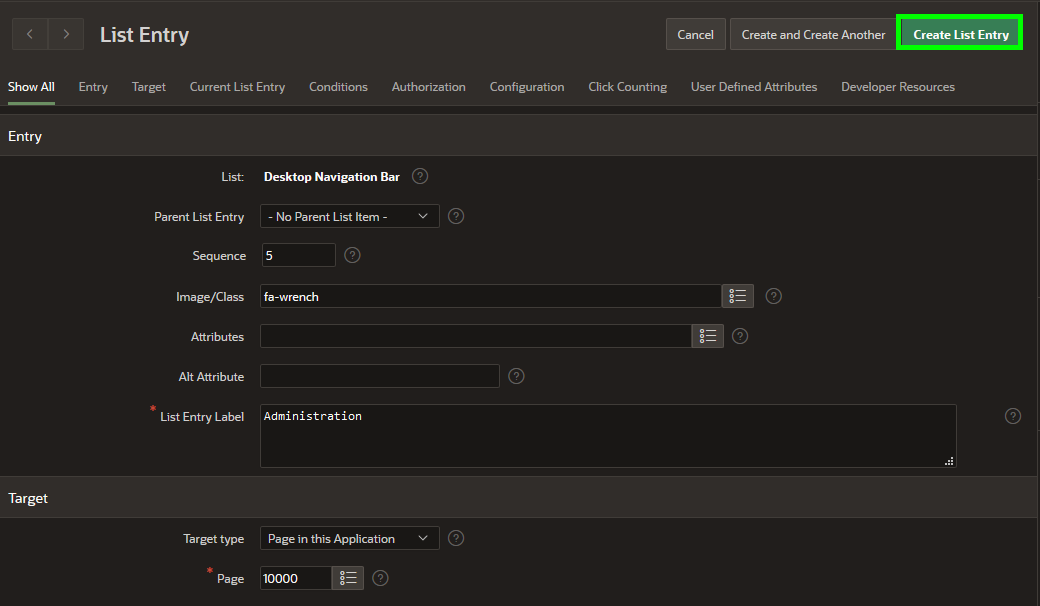 List Entry
Cancel
Create and Create Another
Create List Entry
Show All
Entry
Target
Current List Entry
Conditions
Authorization
Configuration
Click Counting
User Defined Attributes
Developer Resources
Entry
List:
Desktop Navigation Bar
?
Parent List Entry
- No Parent List Item -
?
Sequence
5
?
Image/Class
fa-wrench
?
Attributes
?
Alt Attribute
?
* List Entry Label
Administration
?
Target
Target type
Page in this Application
?
* Page
10000
?